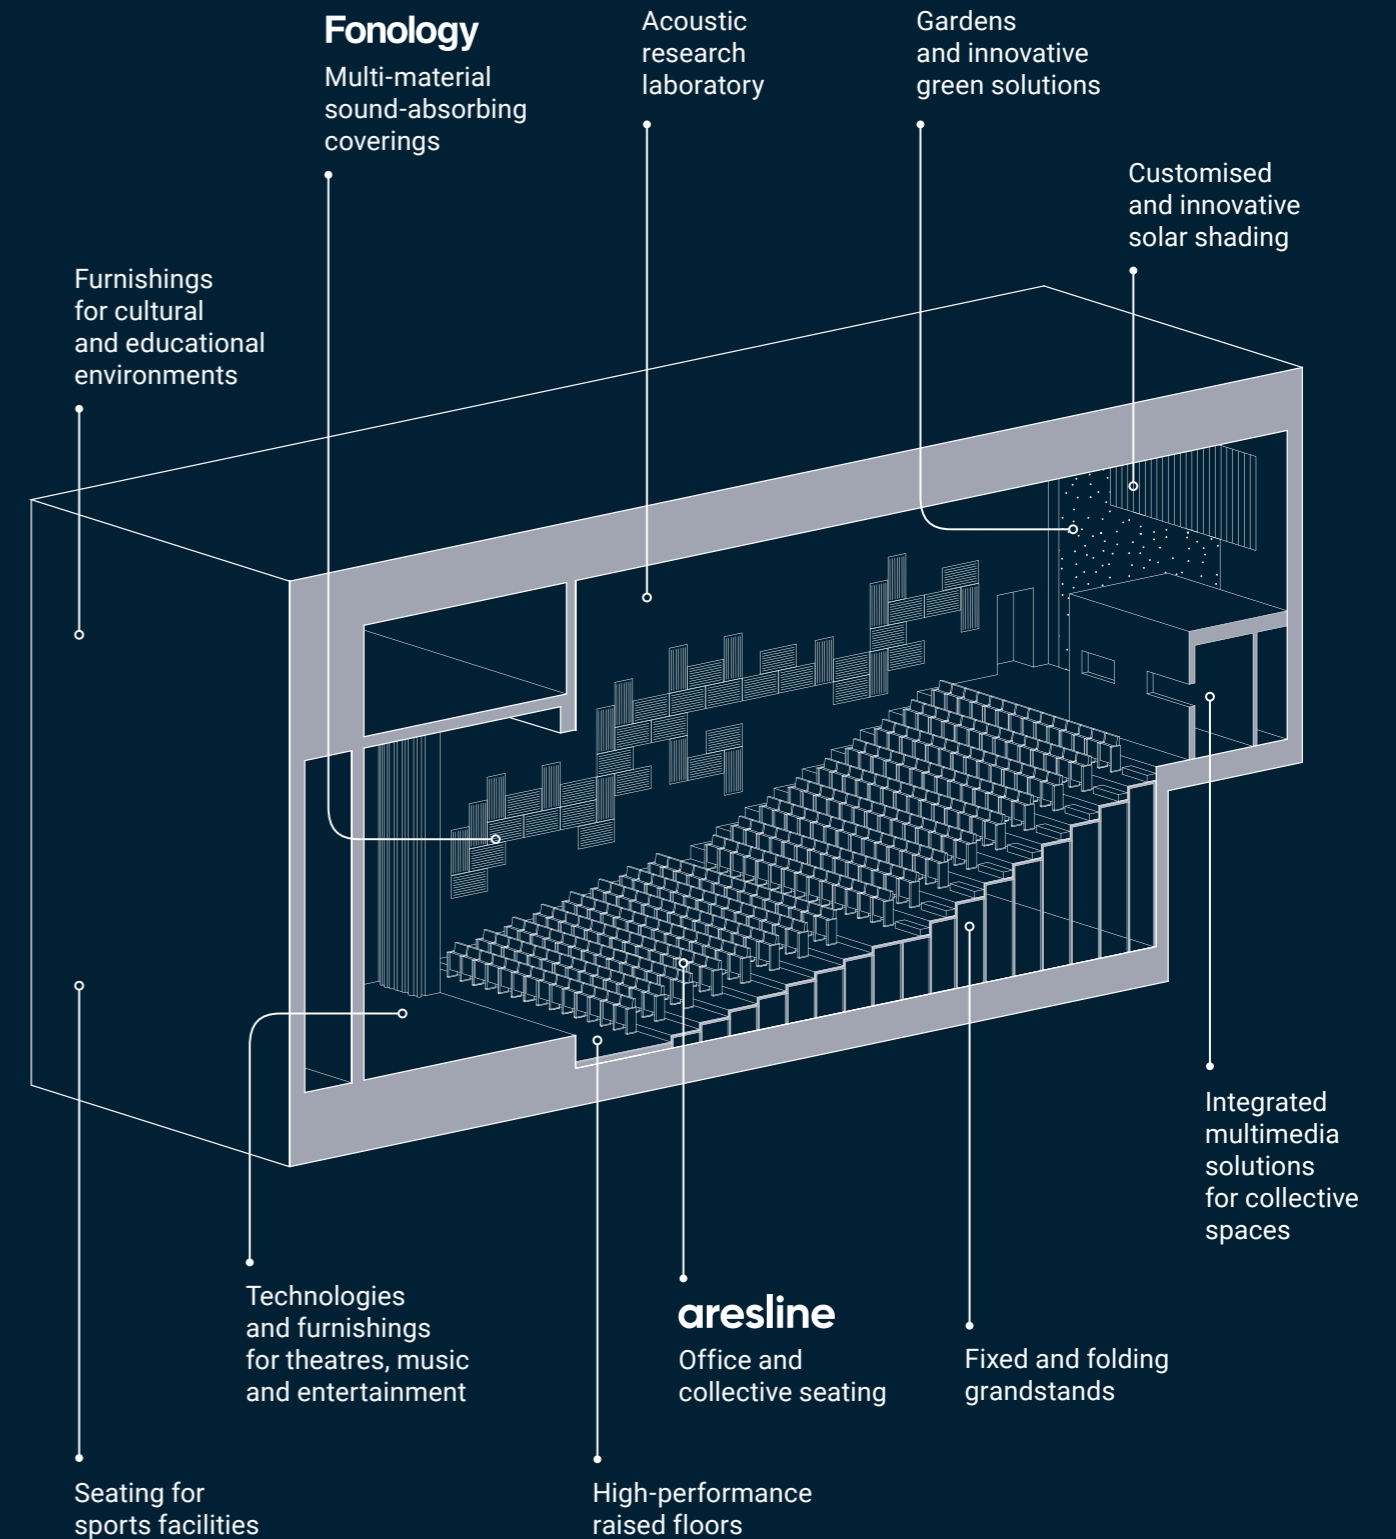 Fonology
Multi-material
sound-absorbing
coverings
Acoustic
research
laboratory
Gardens
and innovative
green solutions
Customised
and innovative
solar shading
Furnishings
for cultural
and educational
environments
Integrated
multimedia
solutions
for collective
spaces
Technologies
and furnishings
for theatres, music
and entertainment
aresline
Office and
collective seating
Fixed and folding
grandstands
Seating for
sports facilities
High-performance
raised floors